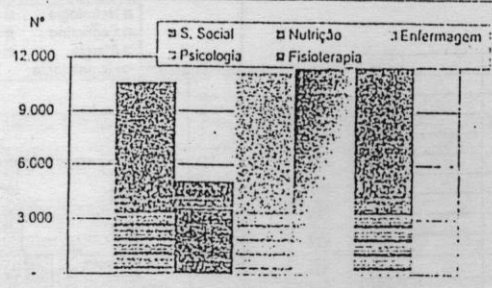 Nº
S. Social Nutrição Enfermagem
Psicologia Fisioterapia
12.000
9.000
6.000
3.000
-